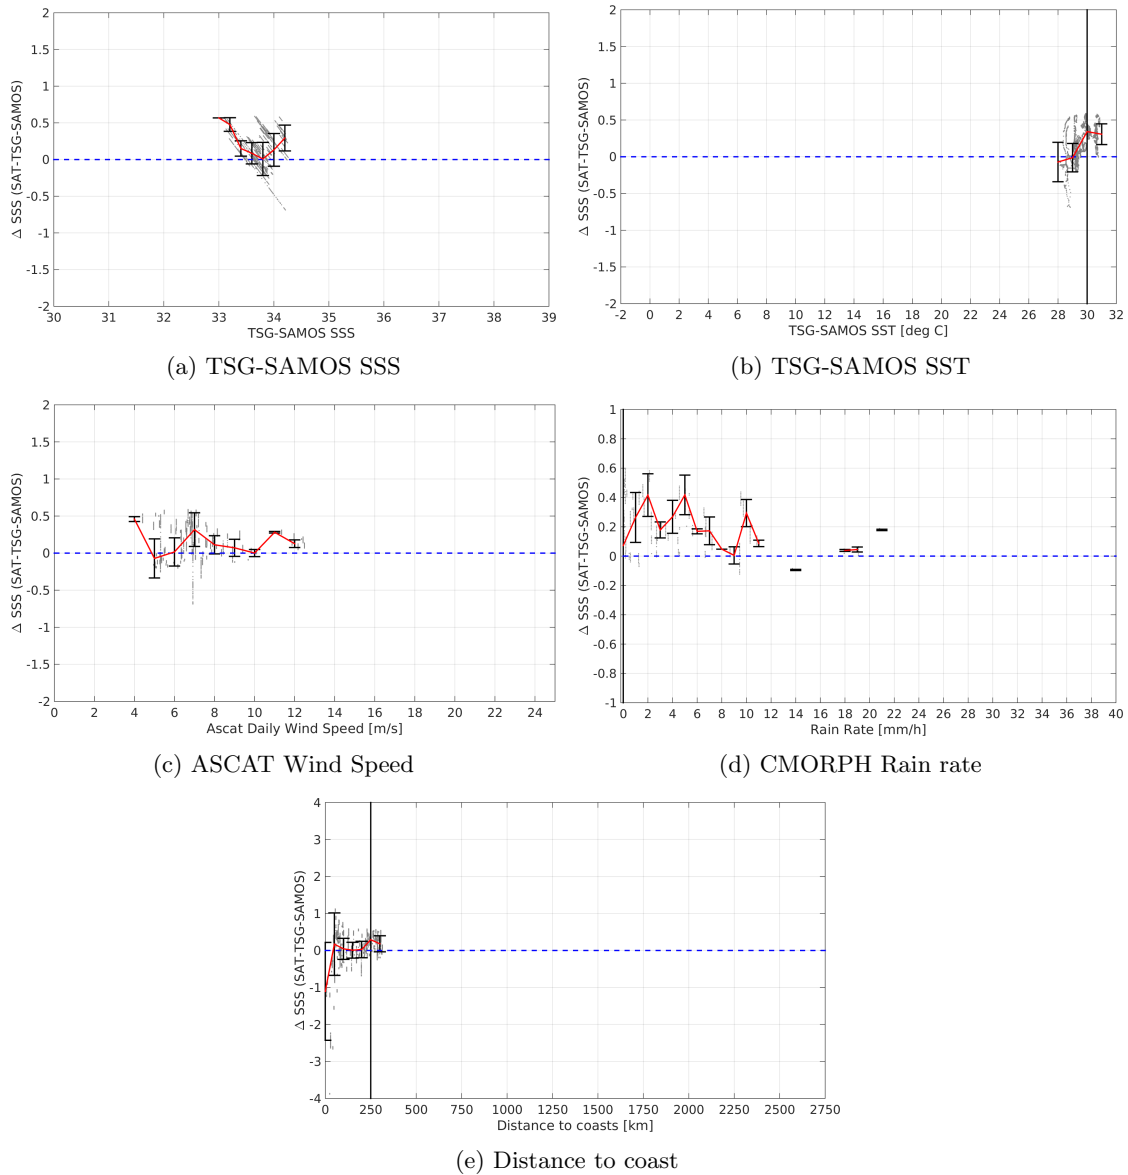 2
1.5
1
0.5
0
-0.5
-1
-1.5
-2
Δ SSS (SAT-TSG-SAMOS)
30 31 32 33 34 35 36 37 38 39
TSG-SAMOS SSS
(a) TSG-SAMOS SSS
2
1.5
1
0.5
0
-0.5
-1
-1.5
-2
Δ SSS (SAT-TSG-SAMOS)
-2 0 2 4 6 8 10 12 14 16 18 20 22 24 26 28 30 32
TSG-SAMOS SST [deg C]
(b) TSG-SAMOS SST
2
1.5
1
0.5
0
-0.5
-1
-1.5
-2
Δ SSS (SAT-TSG-SAMOS)
0 2 4 6 8 10 12 14 16 18 20 22 24
Ascat Daily Wind Speed [m/s]
(c) ASCAT Wind Speed
1
0.8
0.6
0.4
0.2
0
-0.2
-0.4
-0.6
-0.8
-1
Δ SSS (SAT-TSG-SAMOS)
0 2 4 6 8 10 12 14 16 18 20 22 24 26 28 30 32 34 36 38 40
Rain Rate [mm/h]
(d) CMORPH Rain rate
4
3
2
1
0
-1
-2
-3
-4
Δ SSS (SAT-TSG-SAMOS)
0 250 500 750 1000 1250 1500 1750 2000 2250 2500 2750
Distance to coasts [km]
(e) Distance to coast